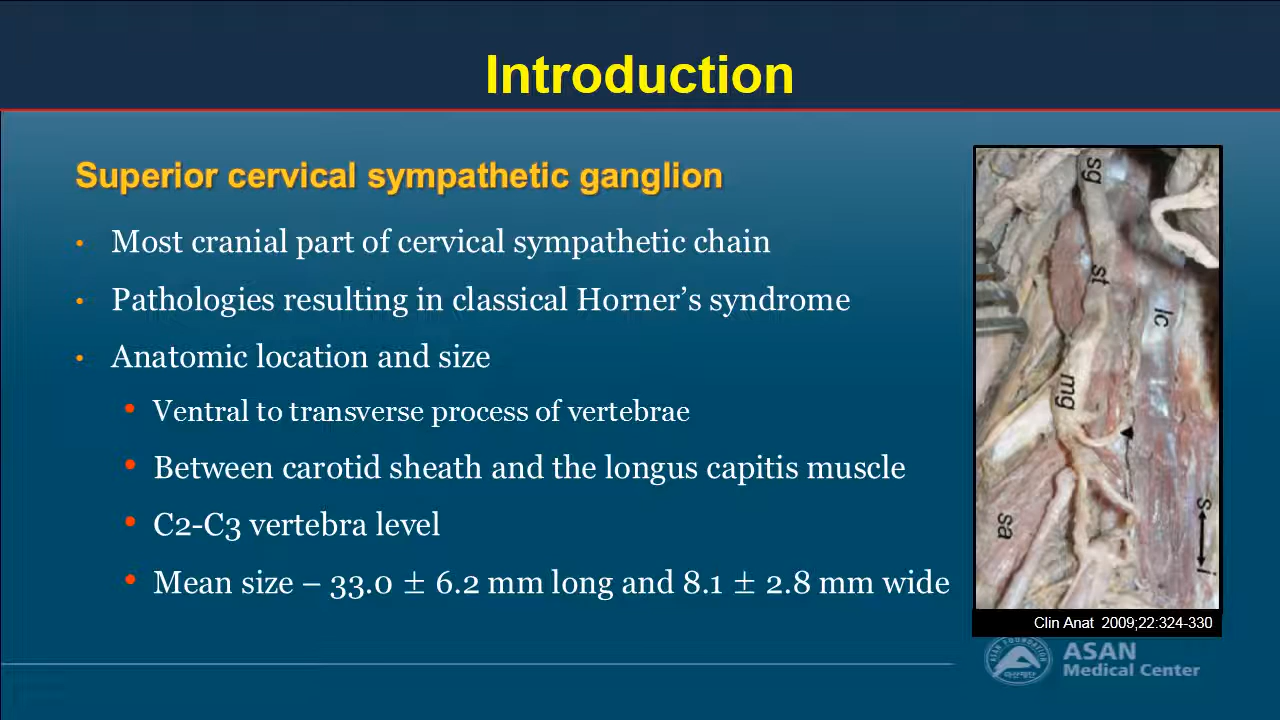 Introduction
Superior cervical sympathetic ganglion
• Most cranial part of cervical sympathetic chain
• Pathologies resulting in classical Horner’s syndrome
• Anatomic location and size
• Ventral to transverse process of vertebrae
• Between carotid sheath and the longus capitis muscle
• C2-C3 vertebra level
• Mean size – 33.0 ± 6.2 mm long and 8.1 ± 2.8 mm wide
sg
st
lc
mg
sa
s
i
Clin Anat 2009;22:324-330
ASAN
Medical Center